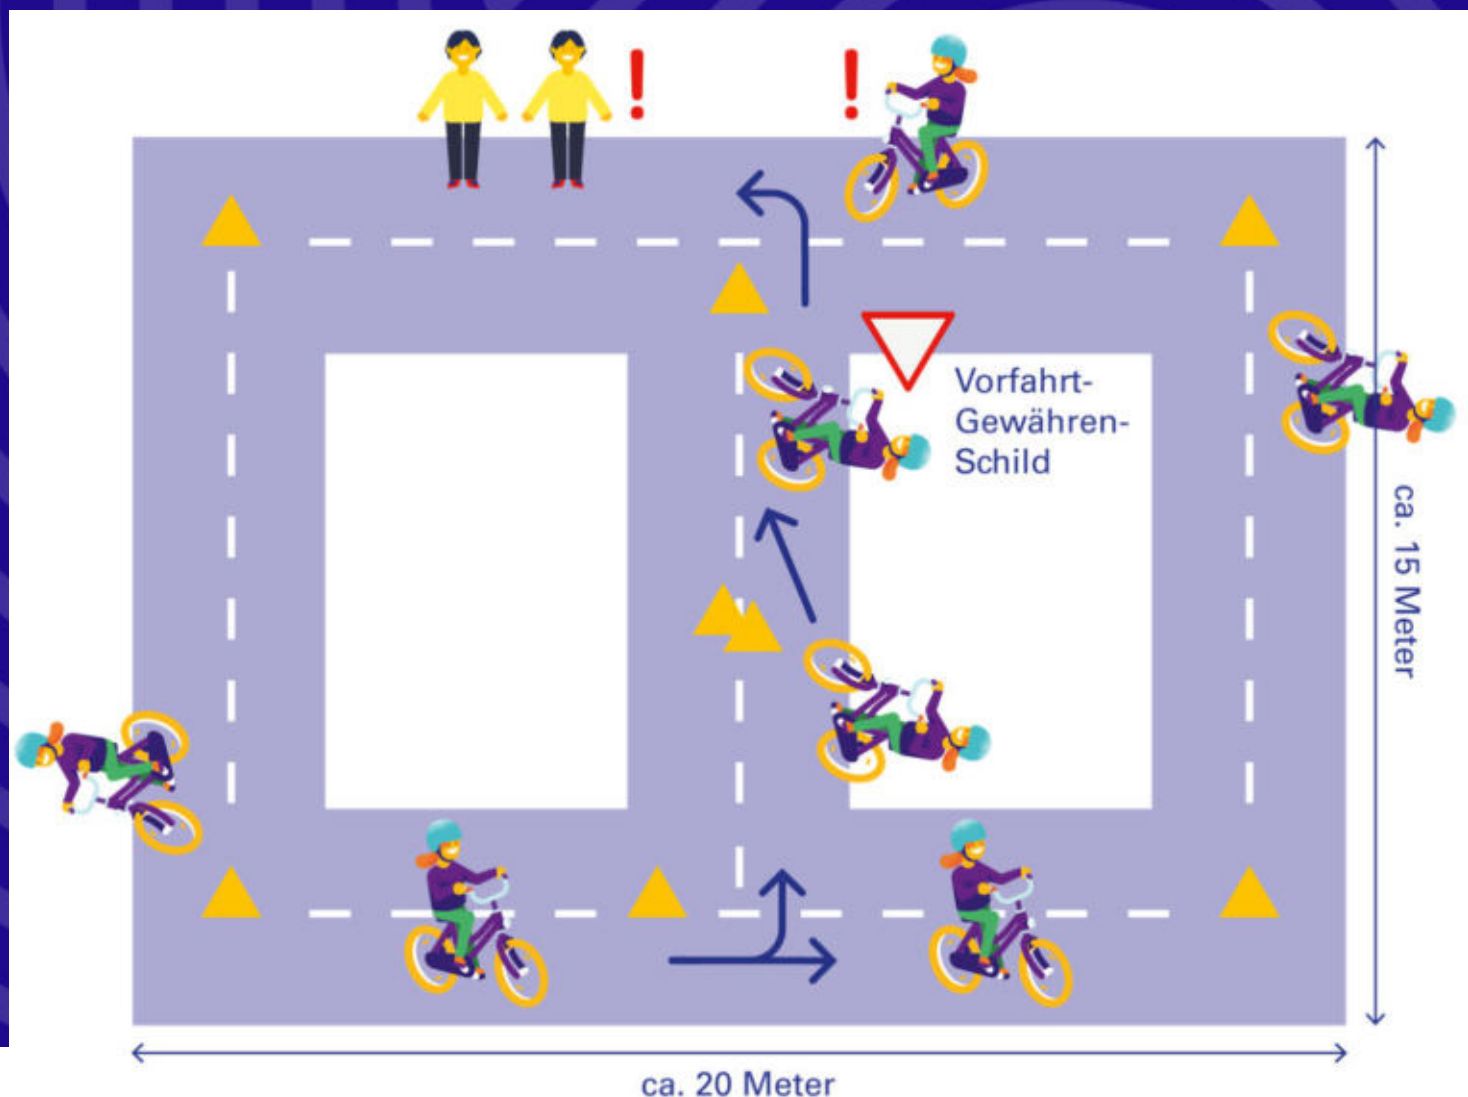 !
!
Vorfahrt-
Gewähren-
Schild
ca. 15 Meter
ca. 20 Meter